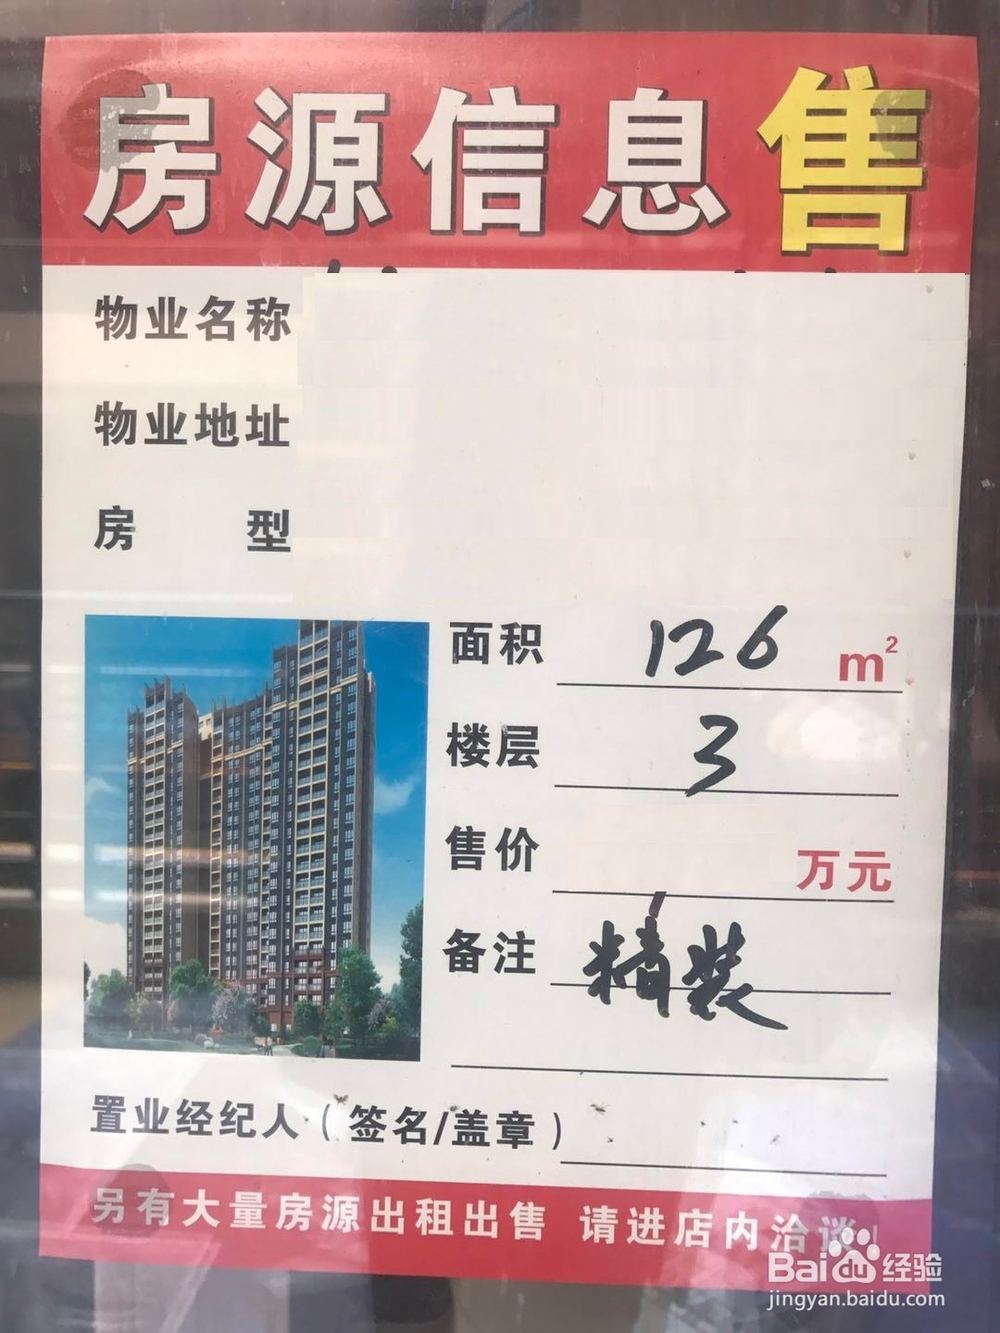 房源信息售
物业名称
物业地址
房 型
面积 126 m²
楼层 3
售价 万元
备注 精装
置业经纪人（签名/盖章）
另有大量房源出租出售 请进店内洽谈!
Baidu经验
jingyan.baidu.com